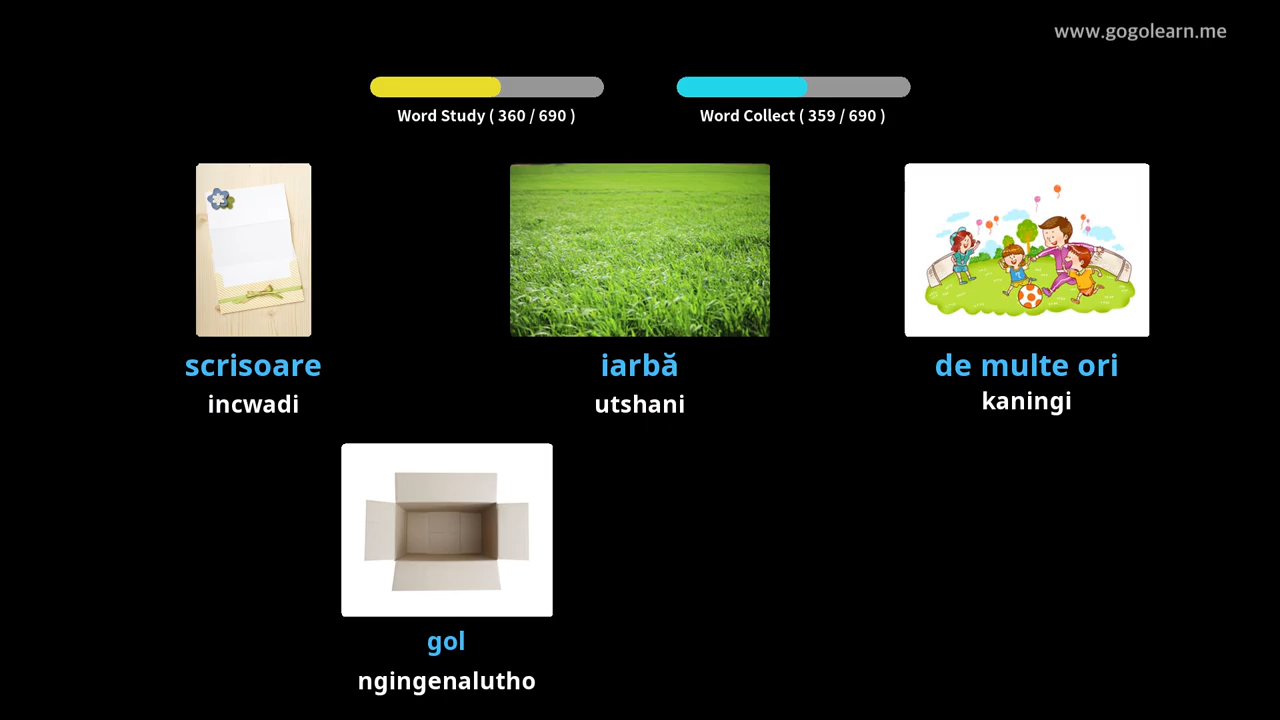 www.gogolearn.me
Word Study ( 360 / 690 )
Word Collect ( 359 / 690 )
scrisoare
incwadi
iarbă
utshani
de multe ori
kaningi
gol
ngingenalutho